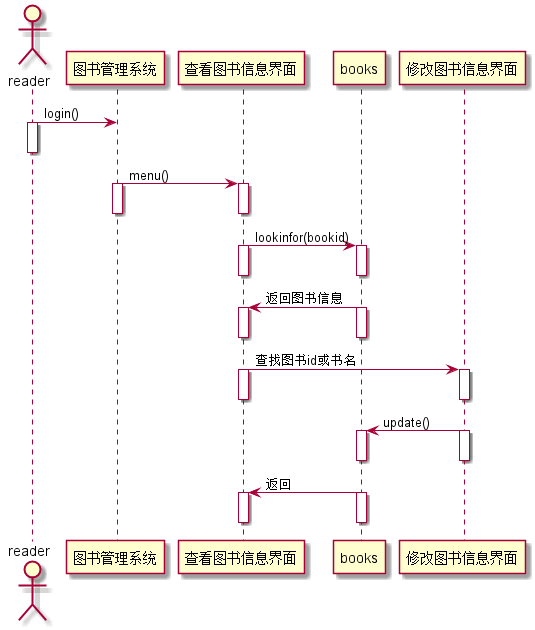 reader
图书管理系统
查看图书信息界面
books
修改图书信息界面
login()
menu()
lookinfor(bookid)
返回图书信息
查找图书id或书名
update()
返回
reader
图书管理系统
查看图书信息界面
books
修改图书信息界面